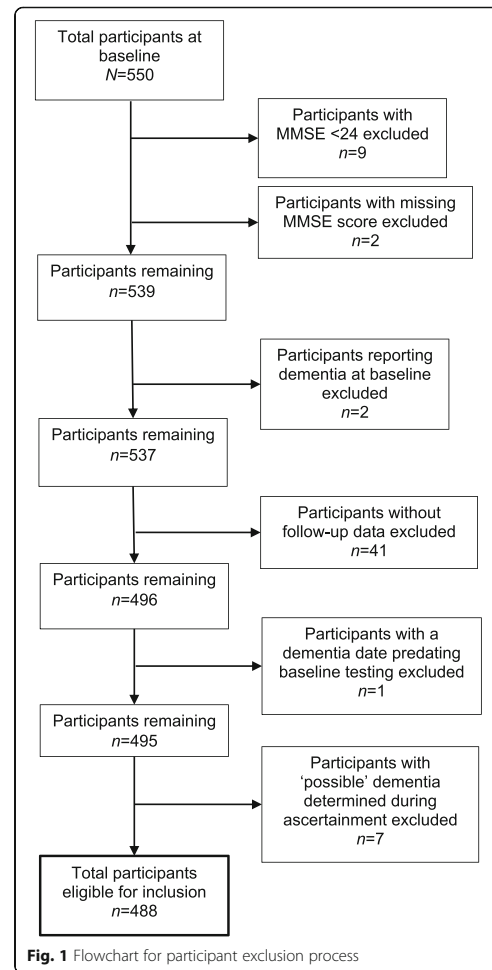 Total participants at
baseline
N=550
Participants with
MMSE <24 excluded
n=9
Participants with missing
MMSE score excluded
n=2
Participants remaining
n=539
Participants reporting
dementia at baseline
excluded
n=2
Participants remaining
n=537
Participants without
follow-up data excluded
n=41
Participants remaining
n=496
Participants with a
dementia date predating
baseline testing excluded
n=1
Participants remaining
n=495
Participants with
‘possible’ dementia
determined during
ascertainment excluded
n=7
Total participants
eligible for inclusion
n=488
Fig. 1 Flowchart for participant exclusion process